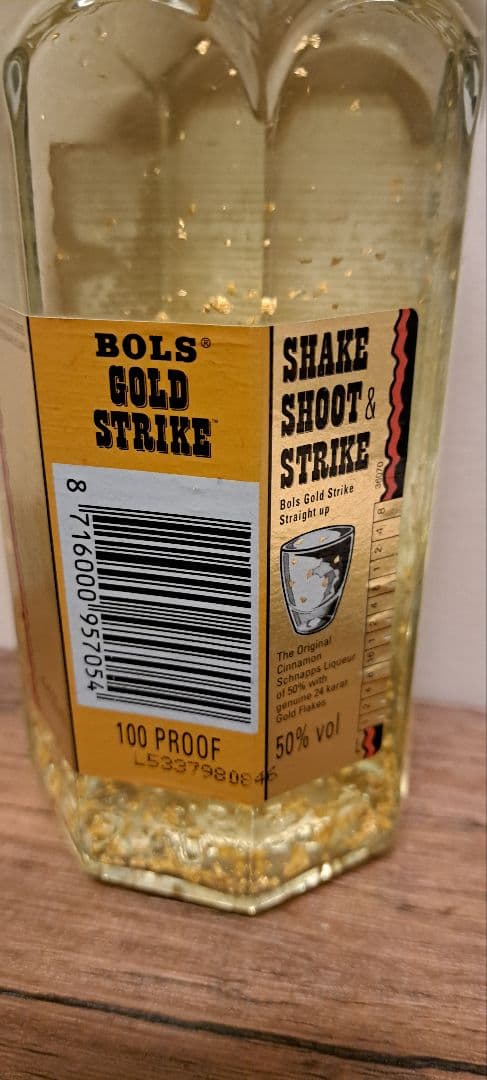 BOLS®
GOLD
STRIKE™
8 716000 957054
100 PROOF
L5337980846
SHAKE
SHOOT &
STRIKE
36070
Bols Gold Strike
Straight up
The Original
Cinnamon
Schnapps Liqueur
of 50% with
genuine 24 karat
Gold Flakes
50% vol